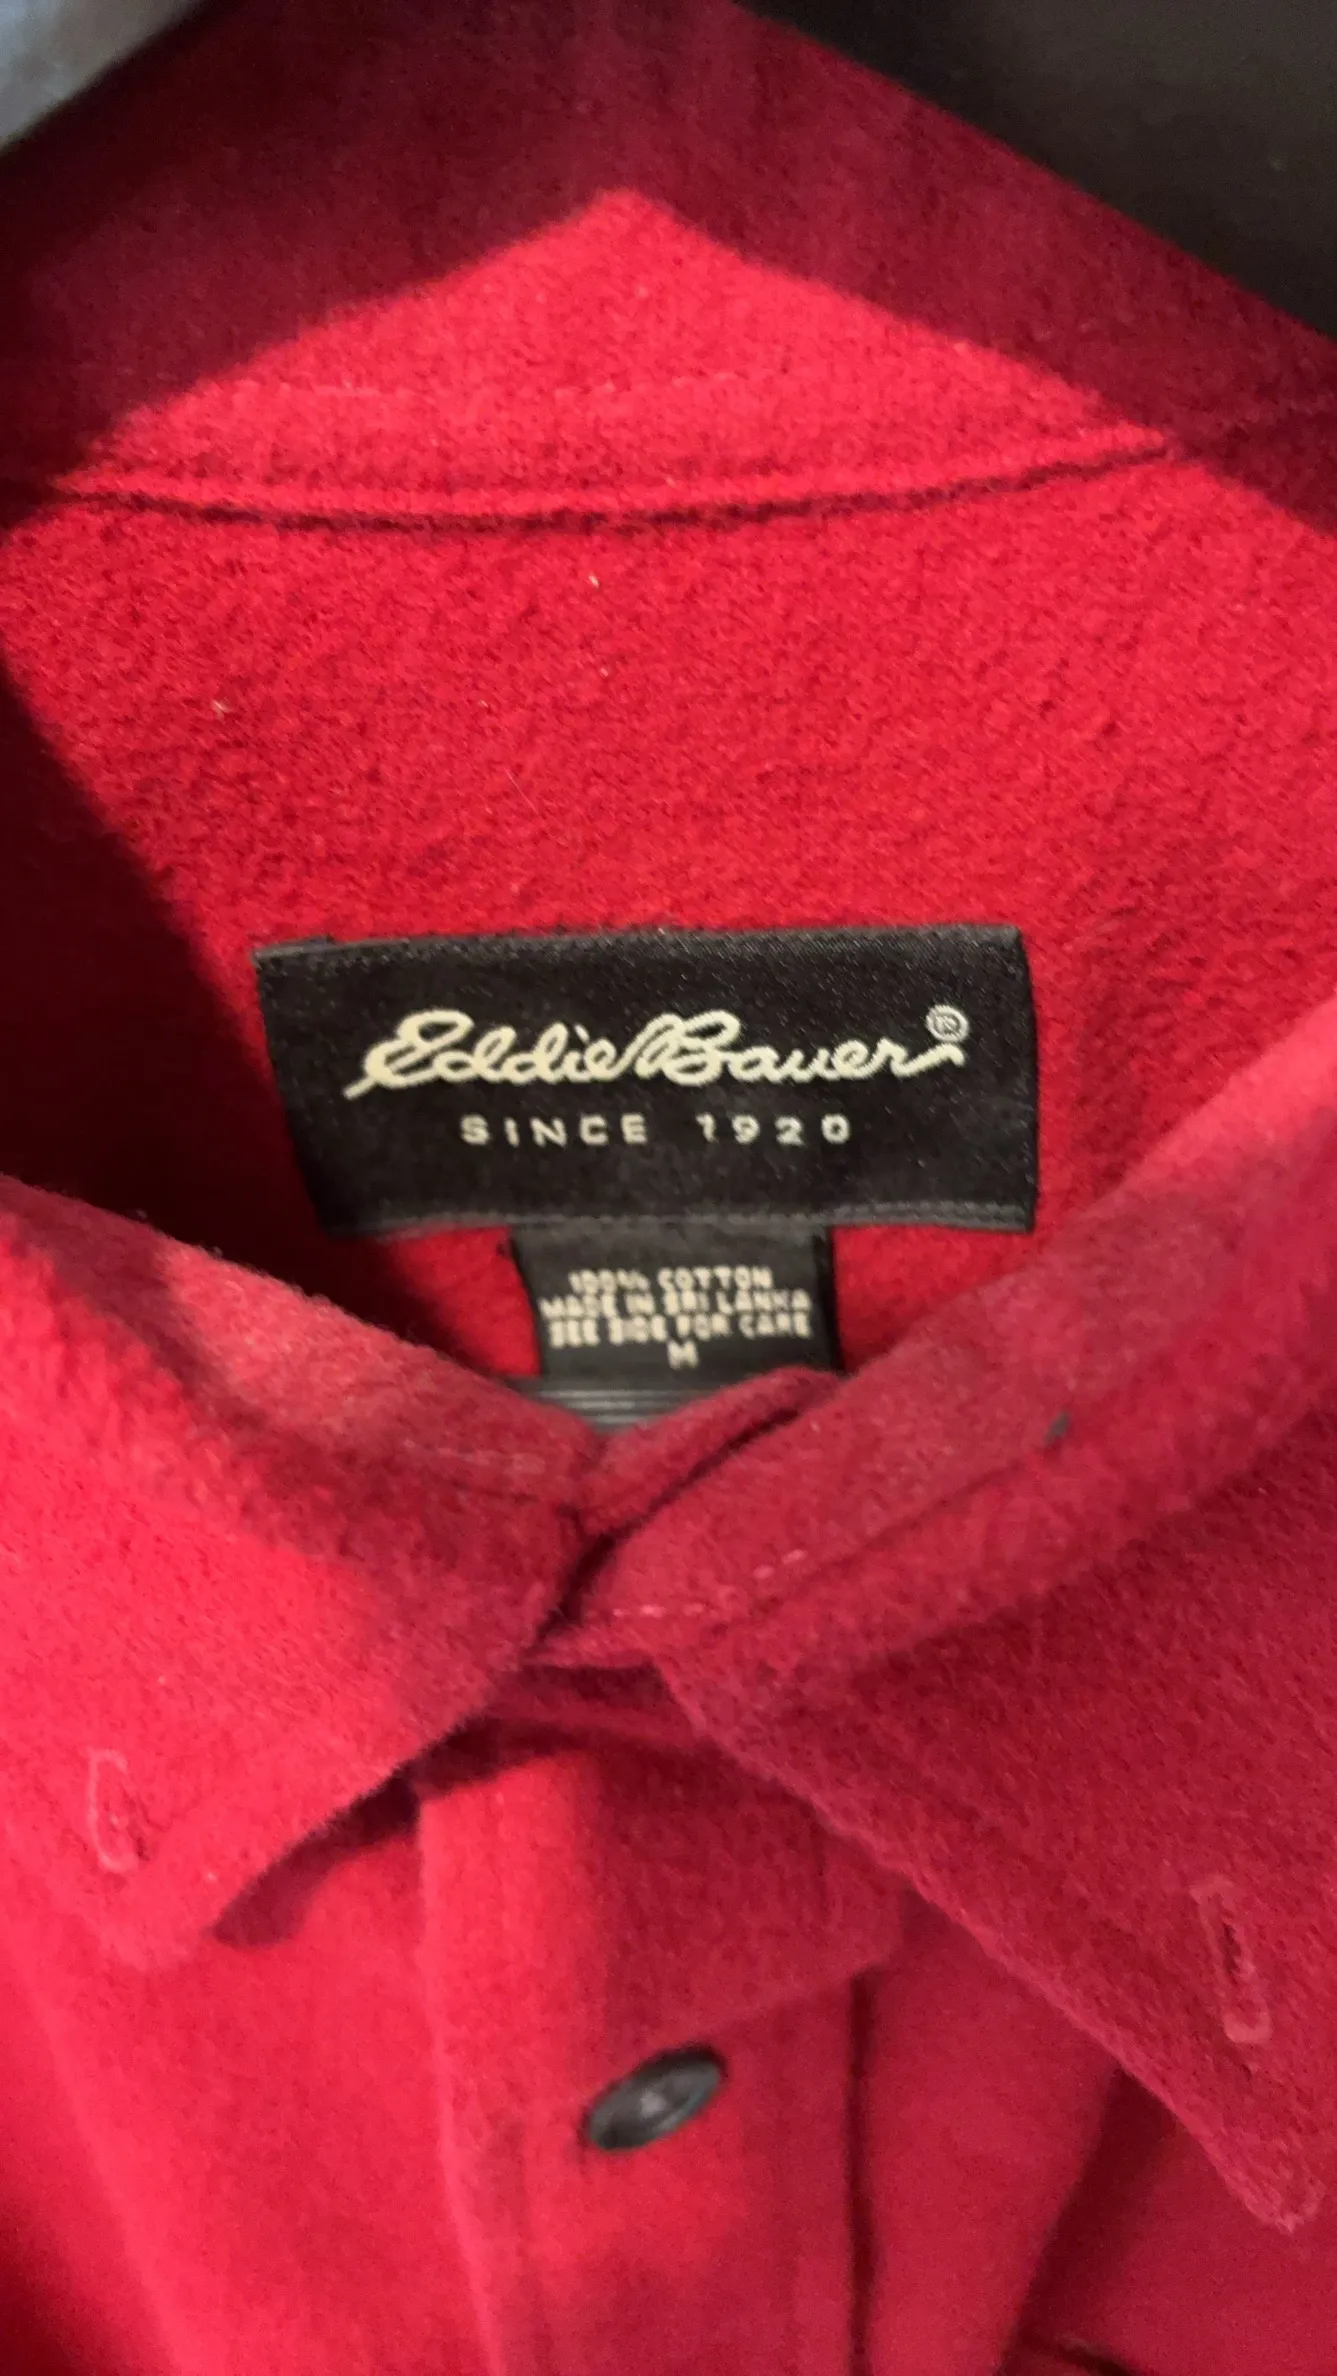 Eddie Bauer®
SINCE 1920
100% COTTON
MADE IN SRI LANKA
SEE SIDE FOR CARE
M